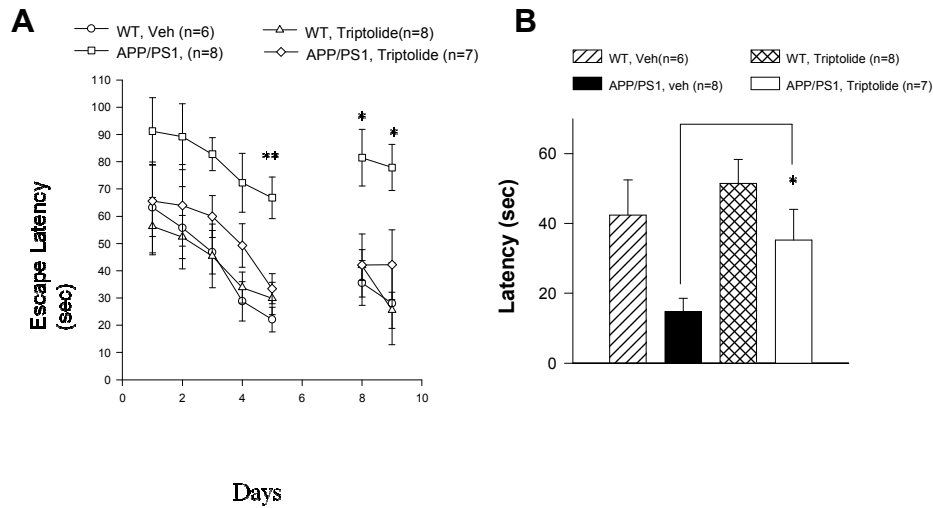 A
WT, Veh (n=6)
WT, Triptolide(n=8)
APP/PS1, (n=8)
APP/PS1, Triptolide (n=7)
110
100
90
80
70
60
50
40
30
20
10
0
Escape Latency
(sec)
**
*
*
0 2 4 6 8 10
Days
B
WT, Veh(n=6)
WT, Triptolide (n=8)
APP/PS1, veh (n=8)
APP/PS1, Triptolide (n=7)
60
40
20
0
Latency (sec)
*